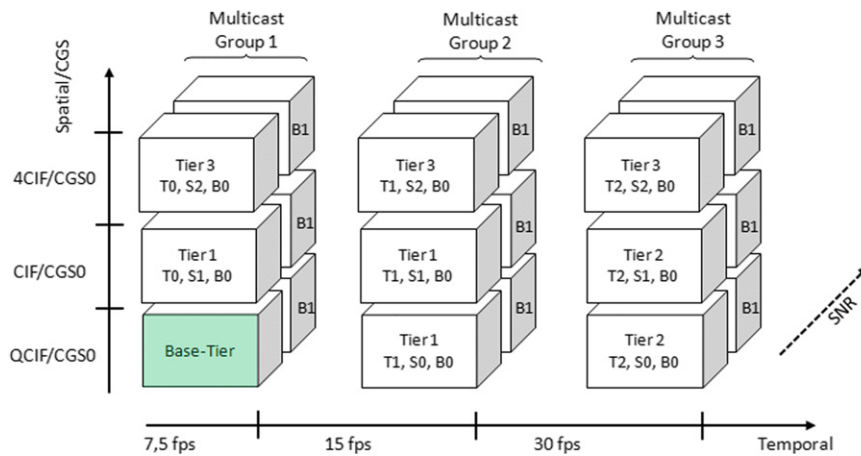 Multicast
Group 1
Multicast
Group 2
Multicast
Group 3
Spatial/CGS
4CIF/CGS0
CIF/CGS0
QCIF/CGS0
Tier 3
T0, S2, B0
B1
Tier 3
T1, S2, B0
B1
Tier 3
T2, S2, B0
B1
Tier 1
T0, S1, B0
B1
Tier 1
T1, S1, B0
B1
Tier 2
T2, S1, B0
B1
Base-Tier
B1
Tier 1
T1, S0, B0
B1
Tier 2
T2, S0, B0
B1
SNR
7,5 fps
15 fps
30 fps
Temporal